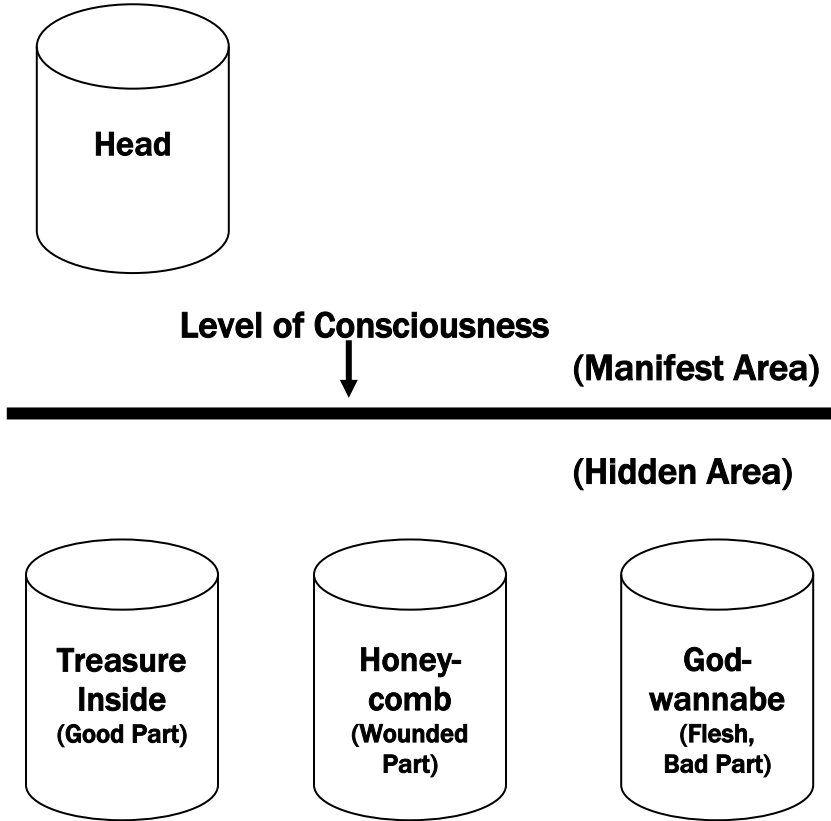 Head
Level of Consciousness
(Manifest Area)
(Hidden Area)
Treasure
Inside
(Good Part)
Honey-
comb
(Wounded
Part)
God-
wannabe
(Flesh,
Bad Part)